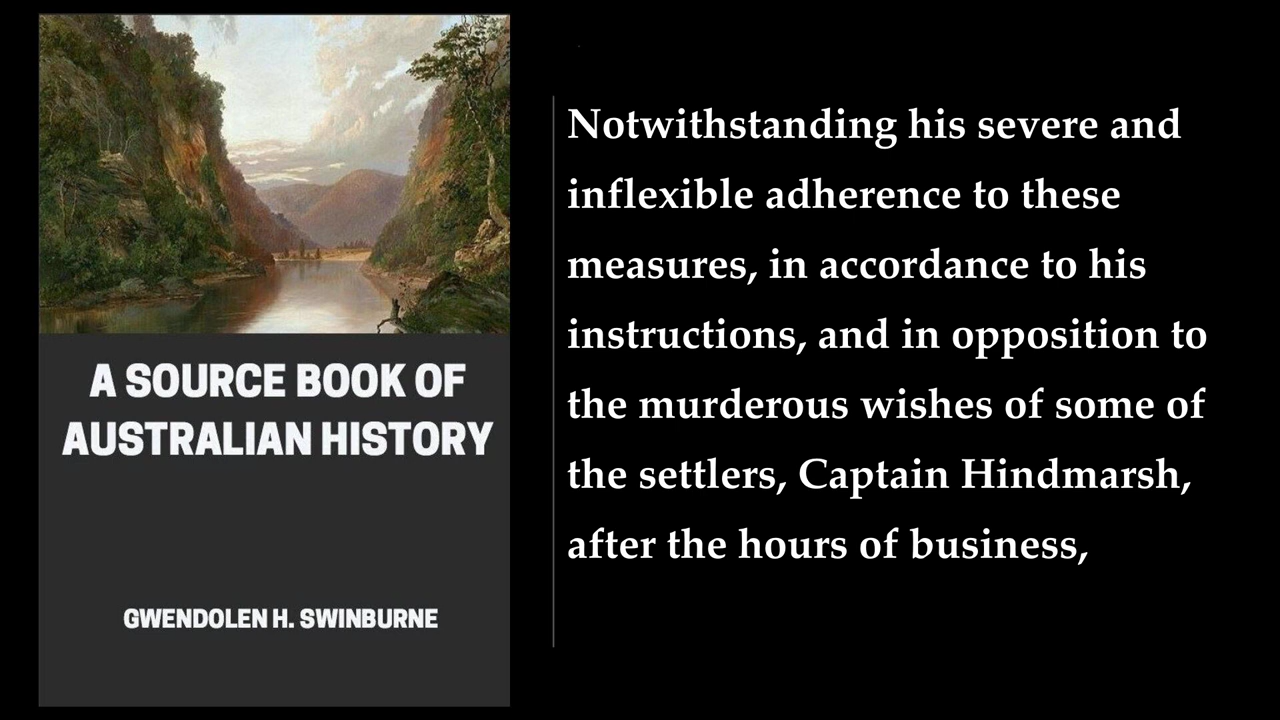 A SOURCE BOOK OF
AUSTRALIAN HISTORY
GWENDOLEN H. SWINBURNE
Notwithstanding his severe and
inflexible adherence to these
measures, in accordance to his
instructions, and in opposition to
the murderous wishes of some of
the settlers, Captain Hindmarsh,
after the hours of business,